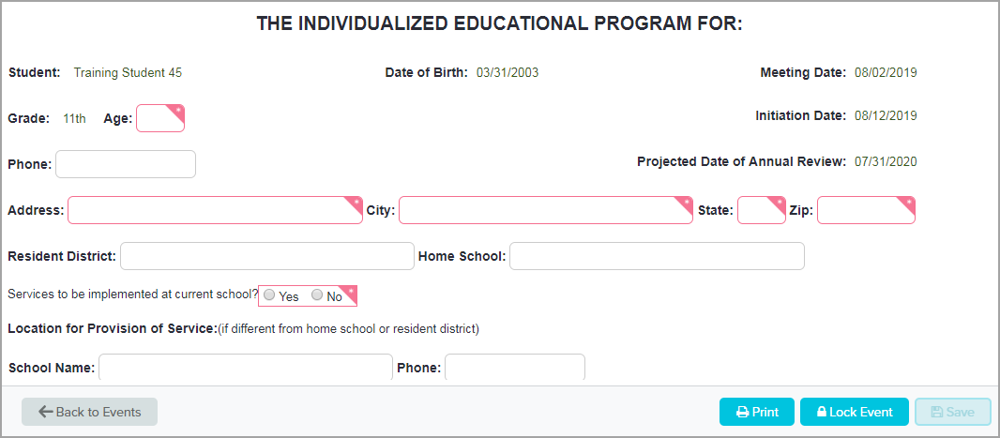 THE INDIVIDUALIZED EDUCATIONAL PROGRAM FOR:
Student: Training Student 45 Date of Birth: 03/31/2003 Meeting Date: 08/02/2019
Grade: 11th Age: * Initiation Date: 08/12/2019
Phone: Projected Date of Annual Review: 07/31/2020
Address: * City: * State: * Zip: *
Resident District: Home School:
Services to be implemented at current school? Yes No *
Location for Provision of Service:(if different from home school or resident district)
School Name: Phone:
Back to Events Print Lock Event Save